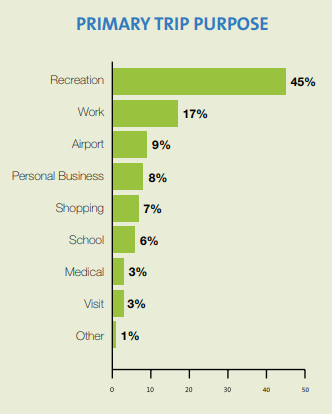 PRIMARY TRIP PURPOSE
Recreation 45%
Work 17%
Airport 9%
Personal Business 8%
Shopping 7%
School 6%
Medical 3%
Visit 3%
Other 1%
0 10 20 30 40 50